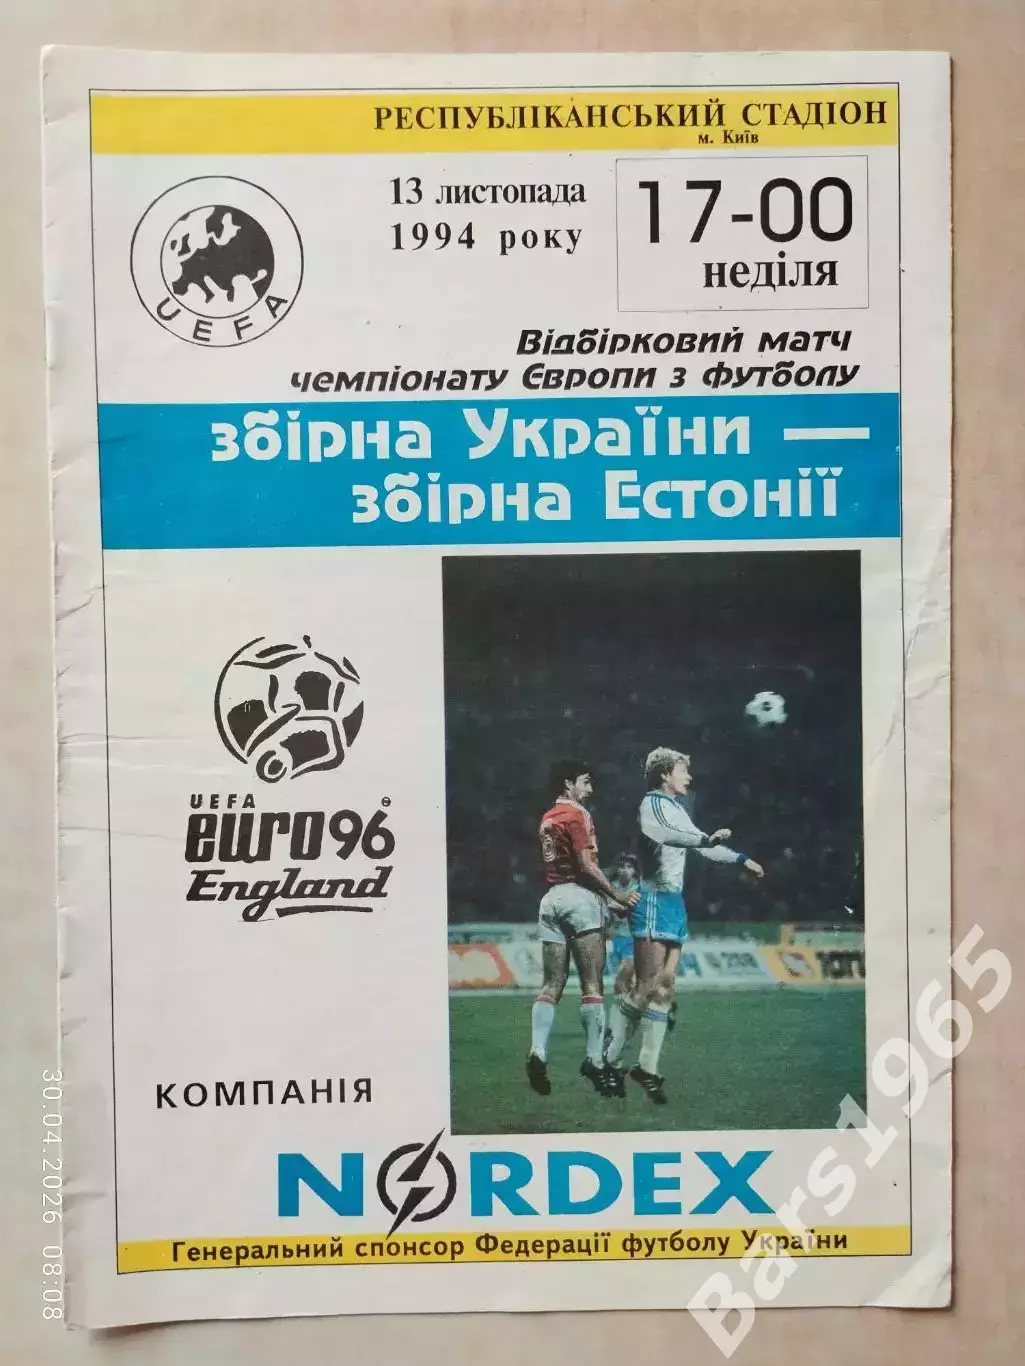 РЕСПУБЛІКАНСЬКИЙ СТАДІОН
м. Київ
13 листопада
1994 року
17-00
неділя
UEFA
Відбірковий матч
чемпіонату Європи з футболу
збірна України —
збірна Естонії
UEFA
euro96
England
КОМПАНІЯ
NORDEX
Генеральний спонсор Федерації футболу України
30.04.2026 08:08
Bars1965